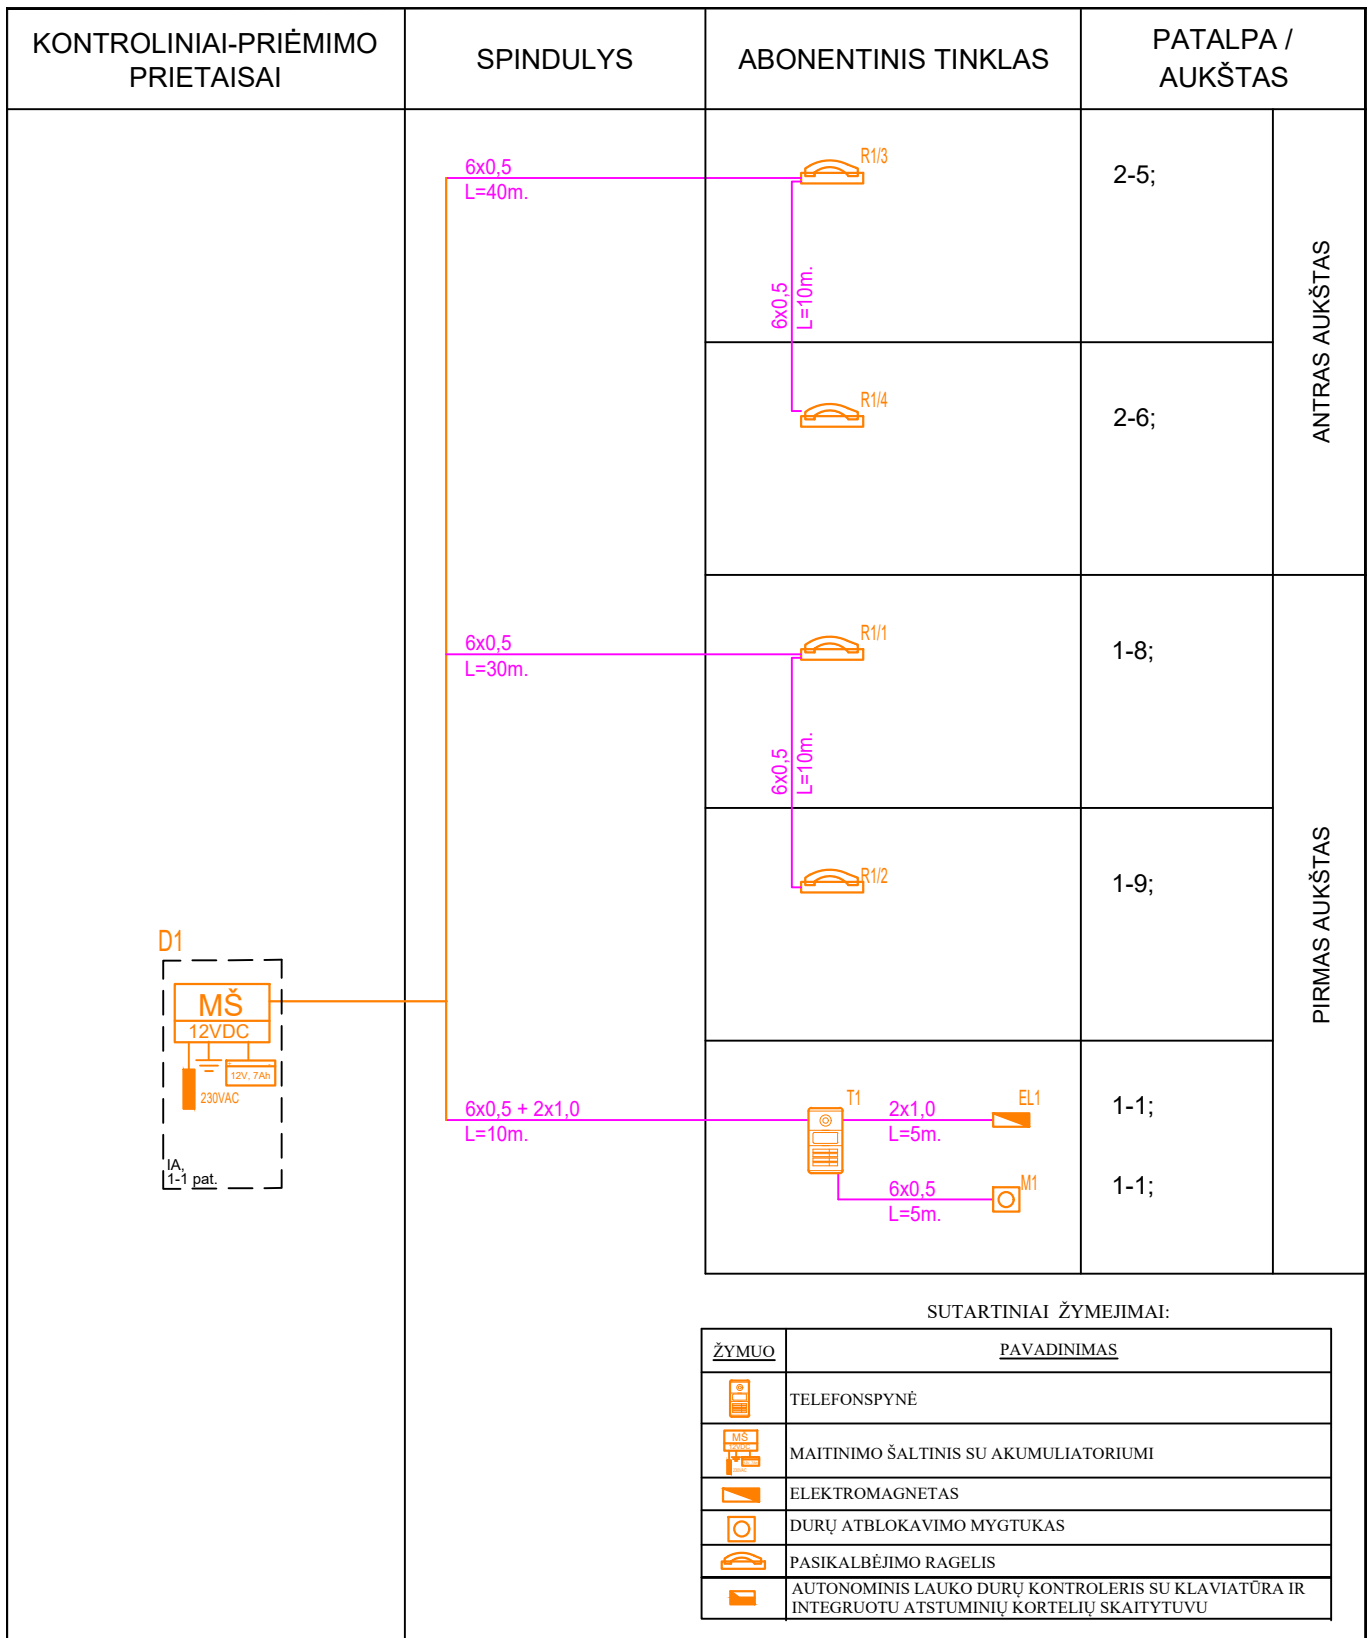 KONTROLINIAI-PRIĖMIMO
PRIETAISAI
SPINDULYS
ABONENTINIS TINKLAS
PATALPA /
AUKŠTAS
6x0,5
L=40m.
R1/3
2-5;
6x0,5
L=10m.
R1/4
2-6;
ANTRAS AUKŠTAS
6x0,5
L=30m.
R1/1
1-8;
6x0,5
L=10m.
R1/2
1-9;
PIRMAS AUKŠTAS
D1
MŠ
12VDC
12V, 7Ah
230VAC
IA,
1-1 pat.
6x0,5 + 2x1,0
L=10m.
T1
2x1,0
L=5m.
EL1
1-1;
6x0,5
L=5m.
M1
1-1;
SUTARTINIAI ŽYMEJIMAI:
ŽYMUO
PAVADINIMAS
TELEFONSPYNĖ
MŠ
12VDC
MAITINIMO ŠALTINIS SU AKUMULIATORIUMI
ELEKTROMAGNETAS
DURŲ ATBLOKAVIMO MYGTUKAS
PASIKALBĖJIMO RAGELIS
AUTONOMINIS LAUKO DURŲ KONTROLERIS SU KLAVIATŪRA IR
INTEGRUOTU ATSTUMINIŲ KORTELIŲ SKAITYTUVU